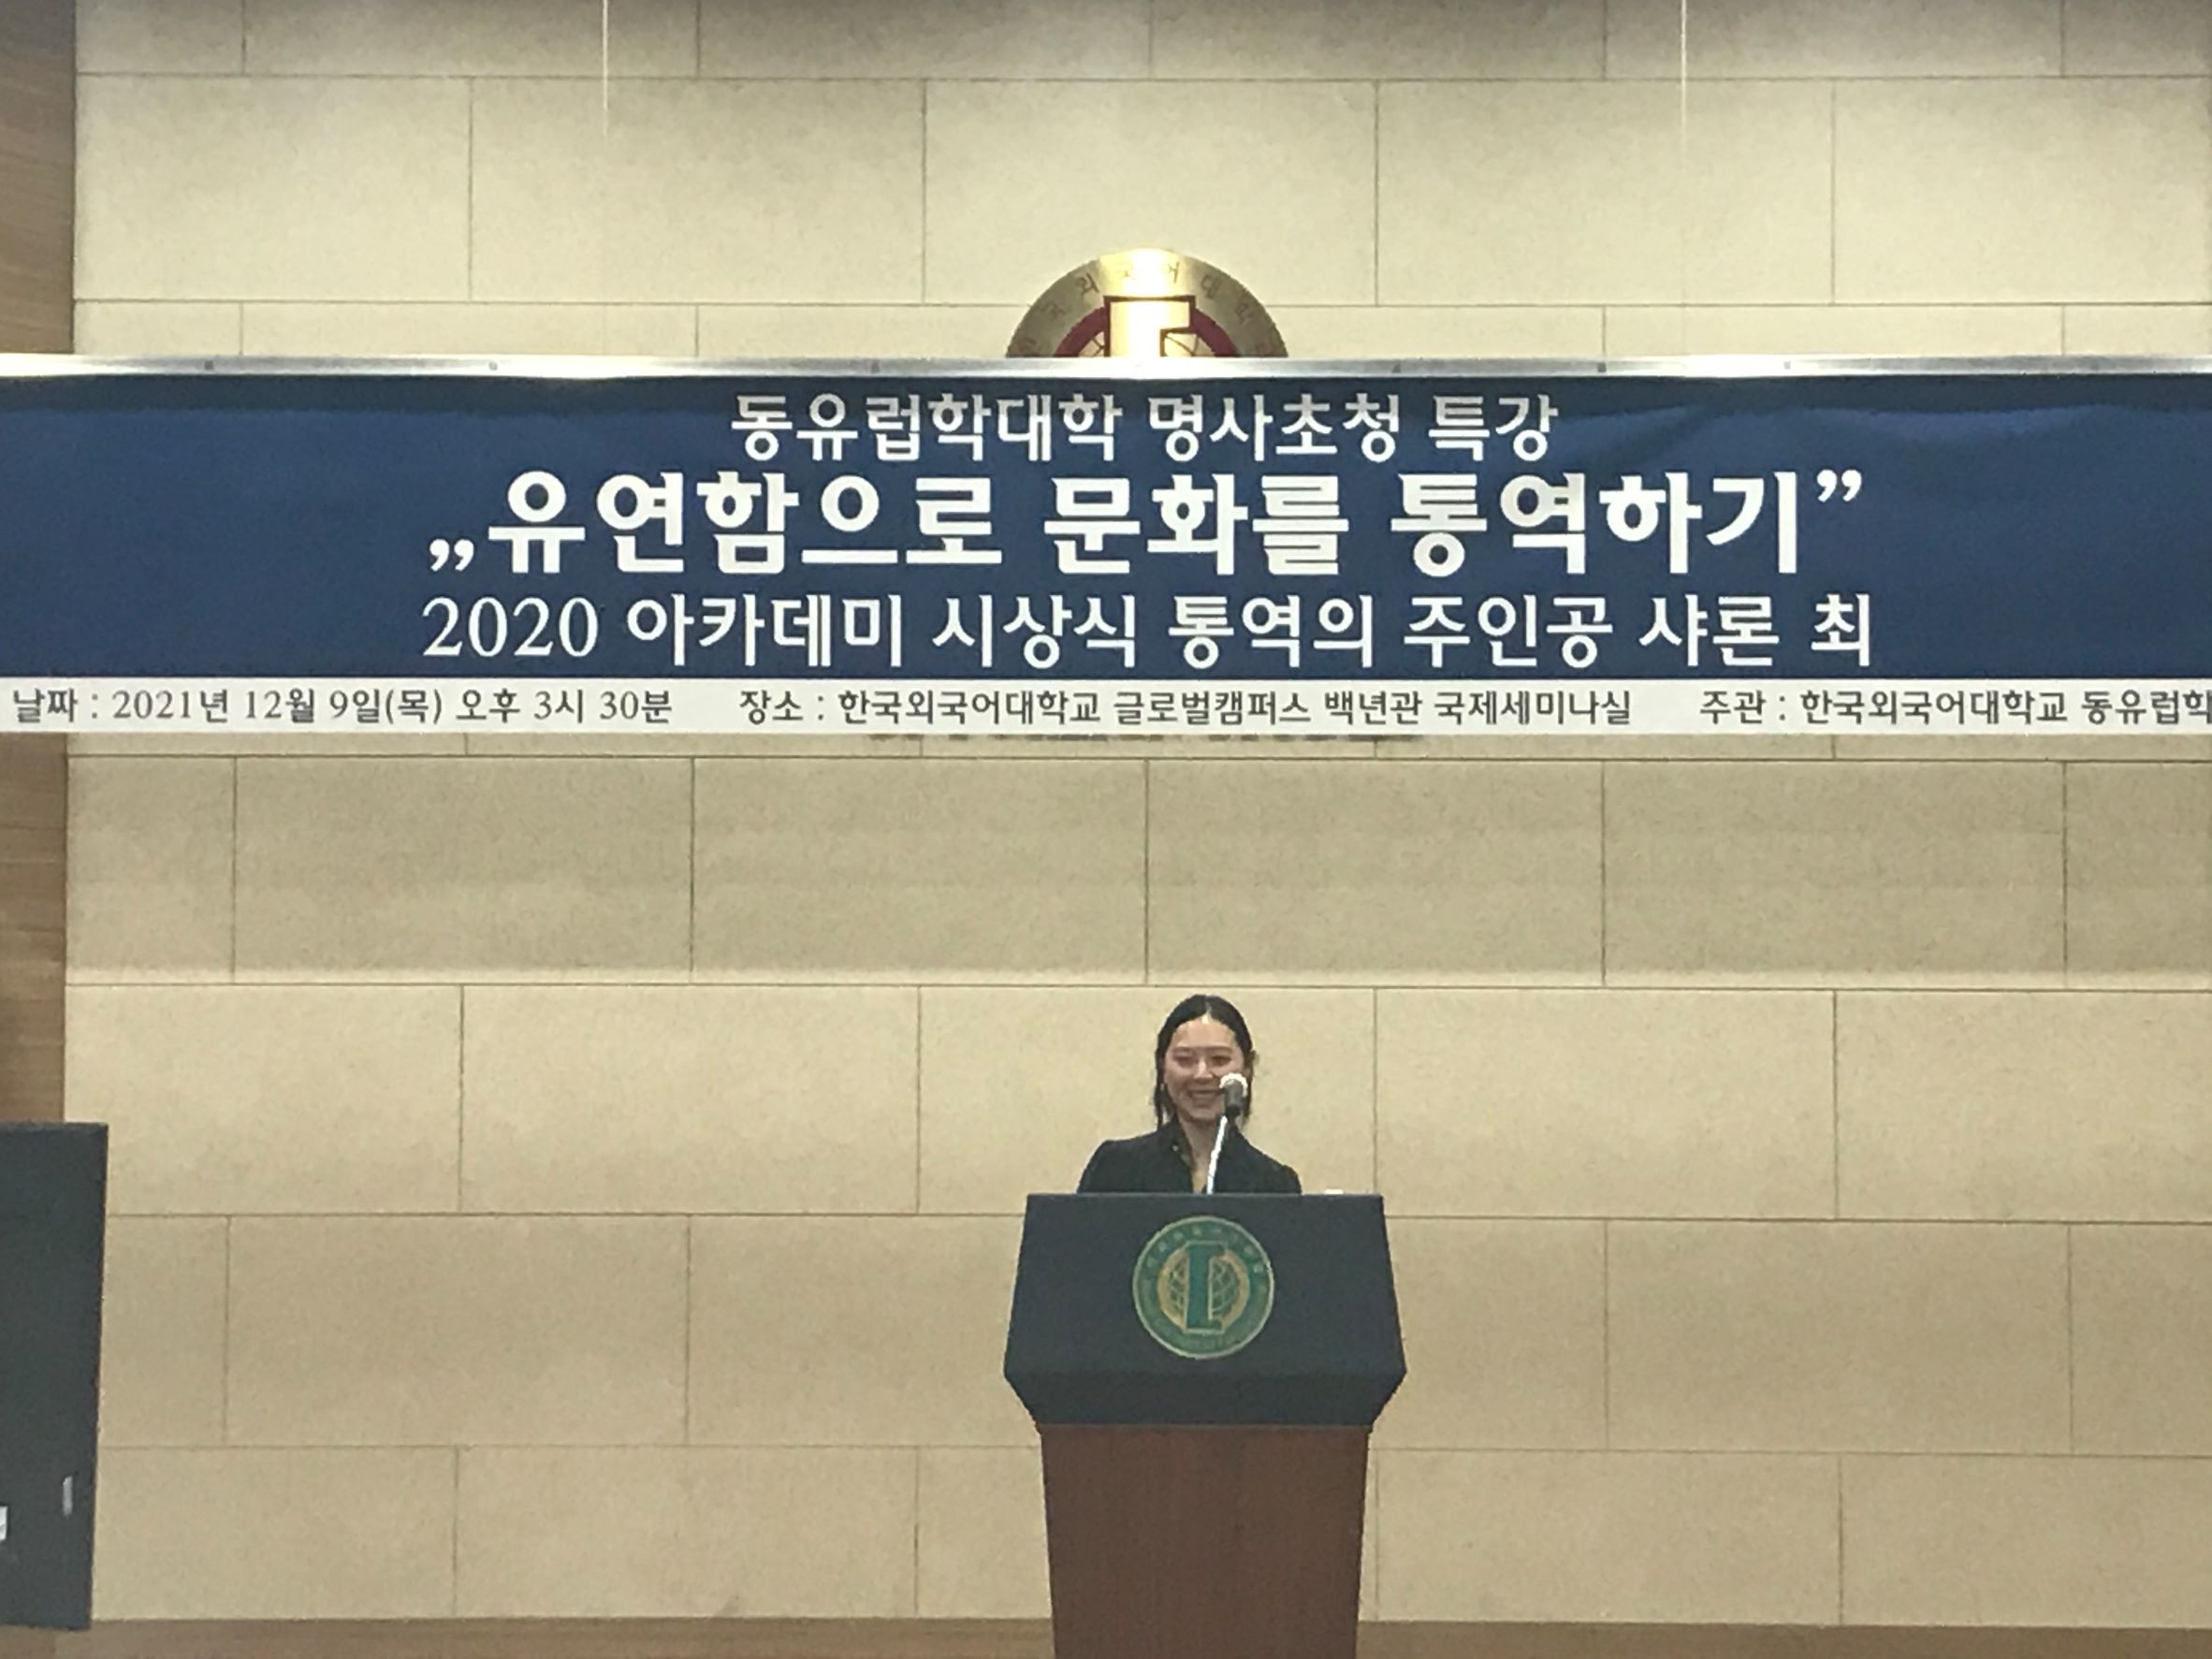 동유럽학대학 명사초청 특강
„유연함으로 문화를 통역하기”
2020 아카데미 시상식 통역의 주인공 샤론 최
날짜 : 2021년 12월 9일(목) 오후 3시 30분 장소 : 한국외국어대학교 글로벌캠퍼스 백년관 국제세미나실 주관 : 한국외국어대학교 동유럽학